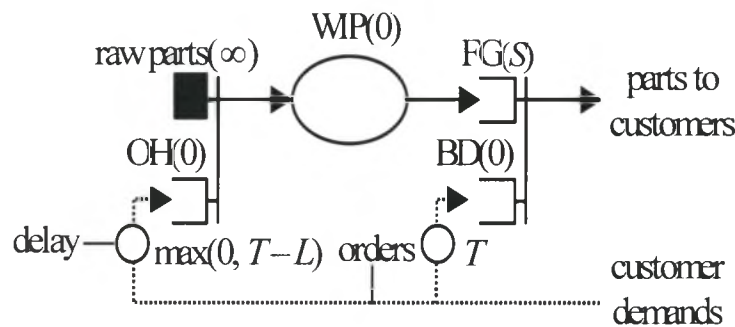 WIP(0)
raw parts(∞)
FG(S)
parts to
customers
OH(0)
BD(0)
delay
max(0, T−L)
orders
T
customer
demands